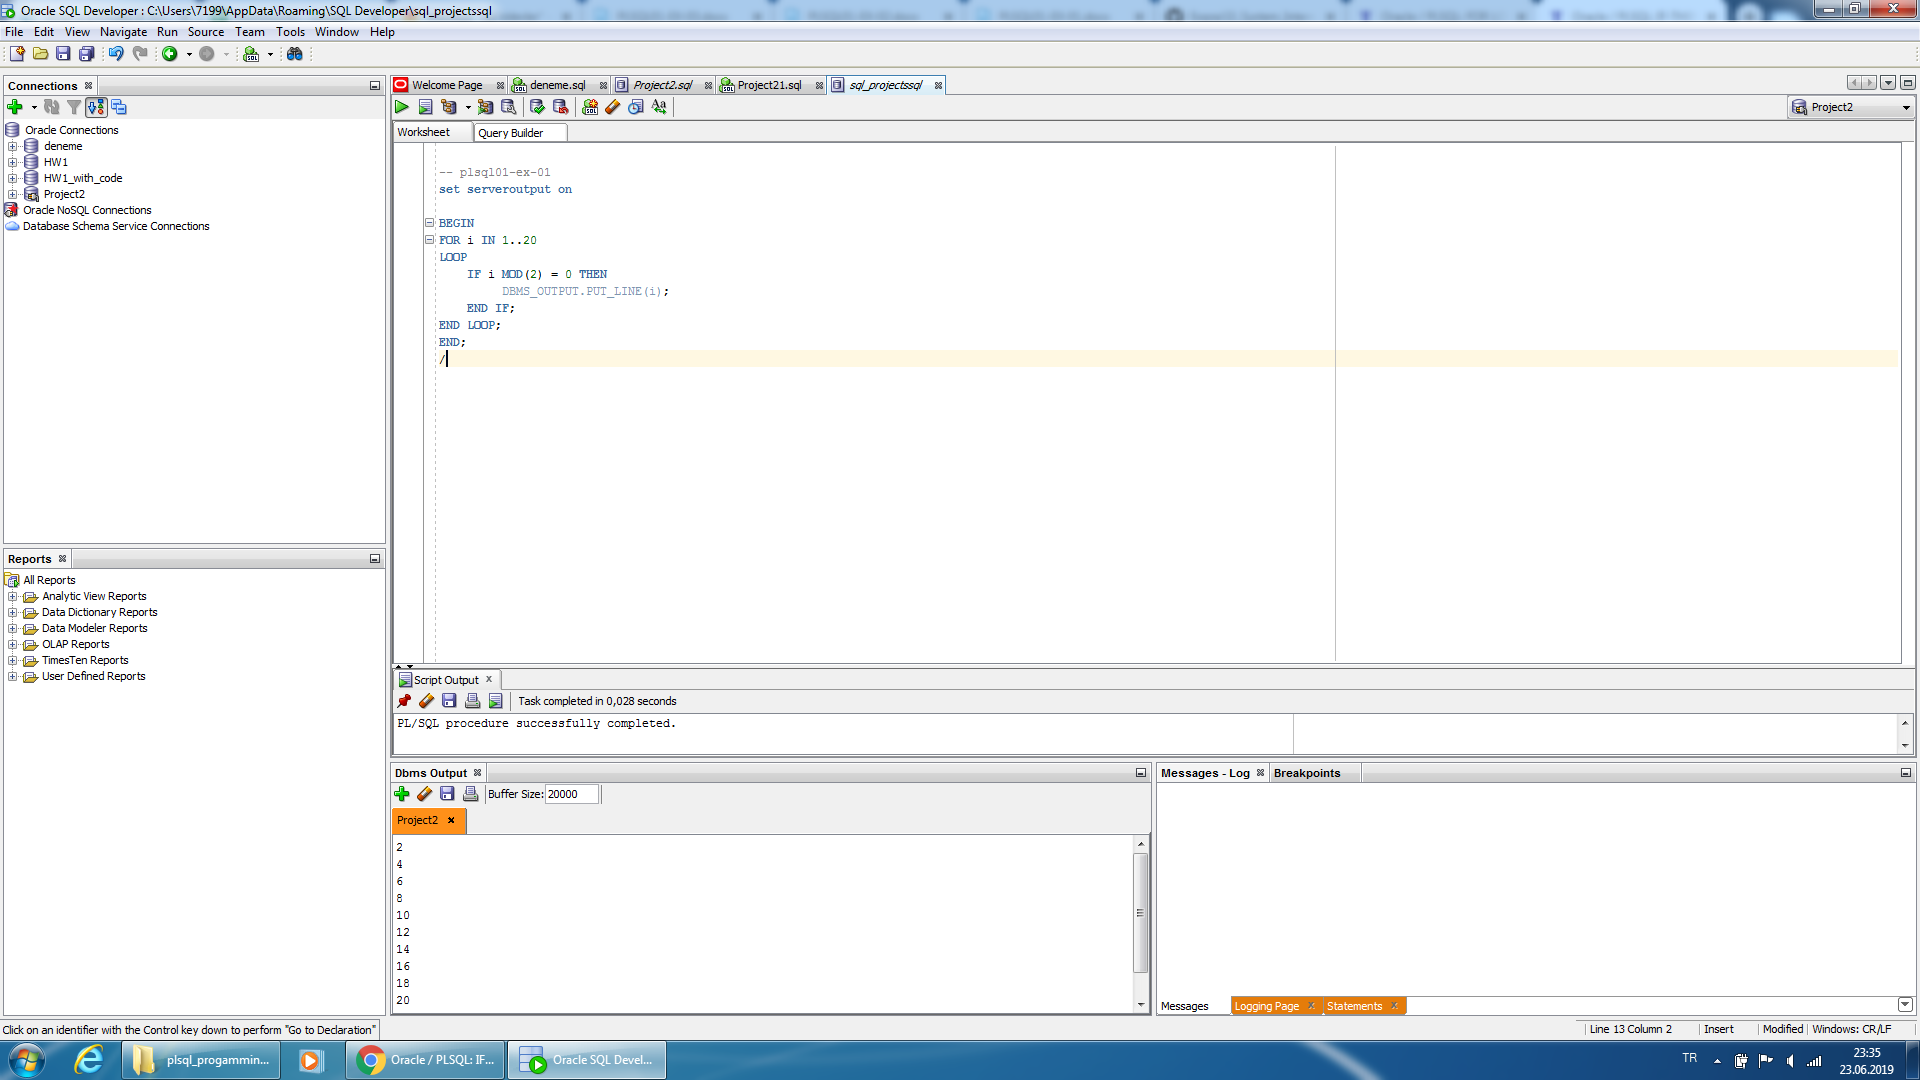 Oracle SQL Developer : C:\Users\7199\AppData\Roaming\SQL Developer\sql_projectssql
File Edit View Navigate Run Source Team Tools Window Help
Connections
Oracle Connections
deneme
HW1
HW1_with_code
Project2
Oracle NoSQL Connections
Database Schema Service Connections
Reports
All Reports
Analytic View Reports
Data Dictionary Reports
Data Modeler Reports
OLAP Reports
TimesTen Reports
User Defined Reports
Welcome Page deneme.sql Project2.sql Project21.sql sql_projectssql
Project2
Worksheet Query Builder
-- plsql01-ex-01
set serveroutput on
BEGIN
FOR i IN 1..20
LOOP
IF i MOD(2) = 0 THEN
DBMS_OUTPUT.PUT_LINE(i);
END IF;
END LOOP;
END;
/
Script Output
Task completed in 0,028 seconds
PL/SQL procedure successfully completed.
Dbms Output
Buffer Size: 20000
Project2
2
4
6
8
10
12
14
16
18
20
Messages - Log Breakpoints
Messages Logging Page Statements
Click on an identifier with the Control key down to perform "Go to Declaration"
Line 13 Column 2 Insert Modified Windows: CR/LF
plsql_progammin... Oracle / PLSQL: IF... Oracle SQL Devel...
TR
23:35
23.06.2019